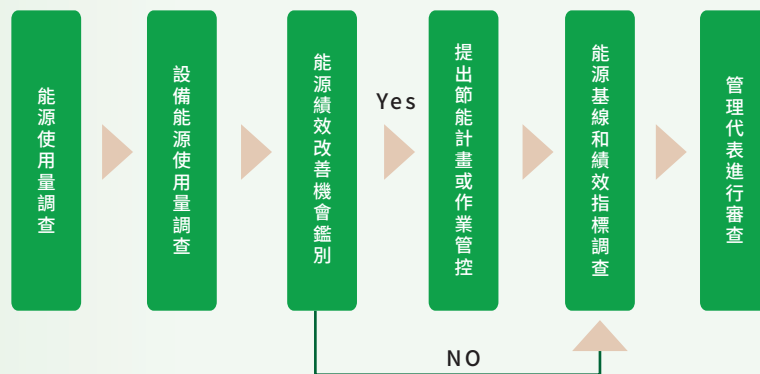 能源使用量調查
設備能源使用量調查
能源績效改善機會鑑別
Yes
提出節能計畫或作業管控
能源基線和績效指標調查
管理代表進行審查
NO